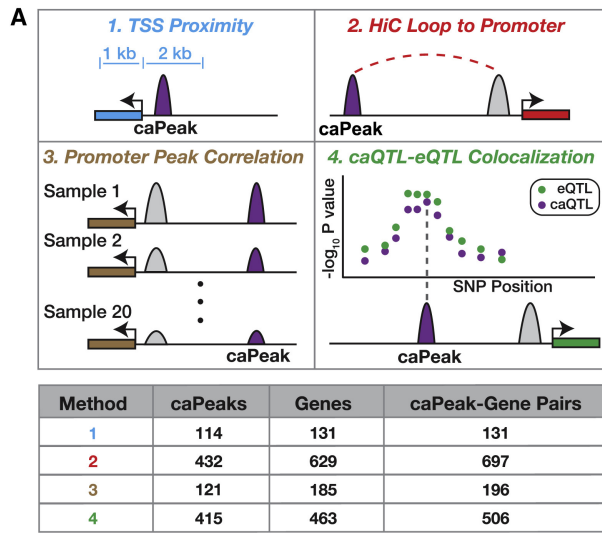 A
1. TSS Proximity
1 kb 2 kb
caPeak
2. HiC Loop to Promoter
caPeak
3. Promoter Peak Correlation
Sample 1
Sample 2
Sample 20
caPeak
4. caQTL-eQTL Colocalization
-log10 P value
eQTL
caQTL
SNP Position
caPeak
Method caPeaks Genes caPeak-Gene Pairs
1 114 131 131
2 432 629 697
3 121 185 196
4 415 463 506